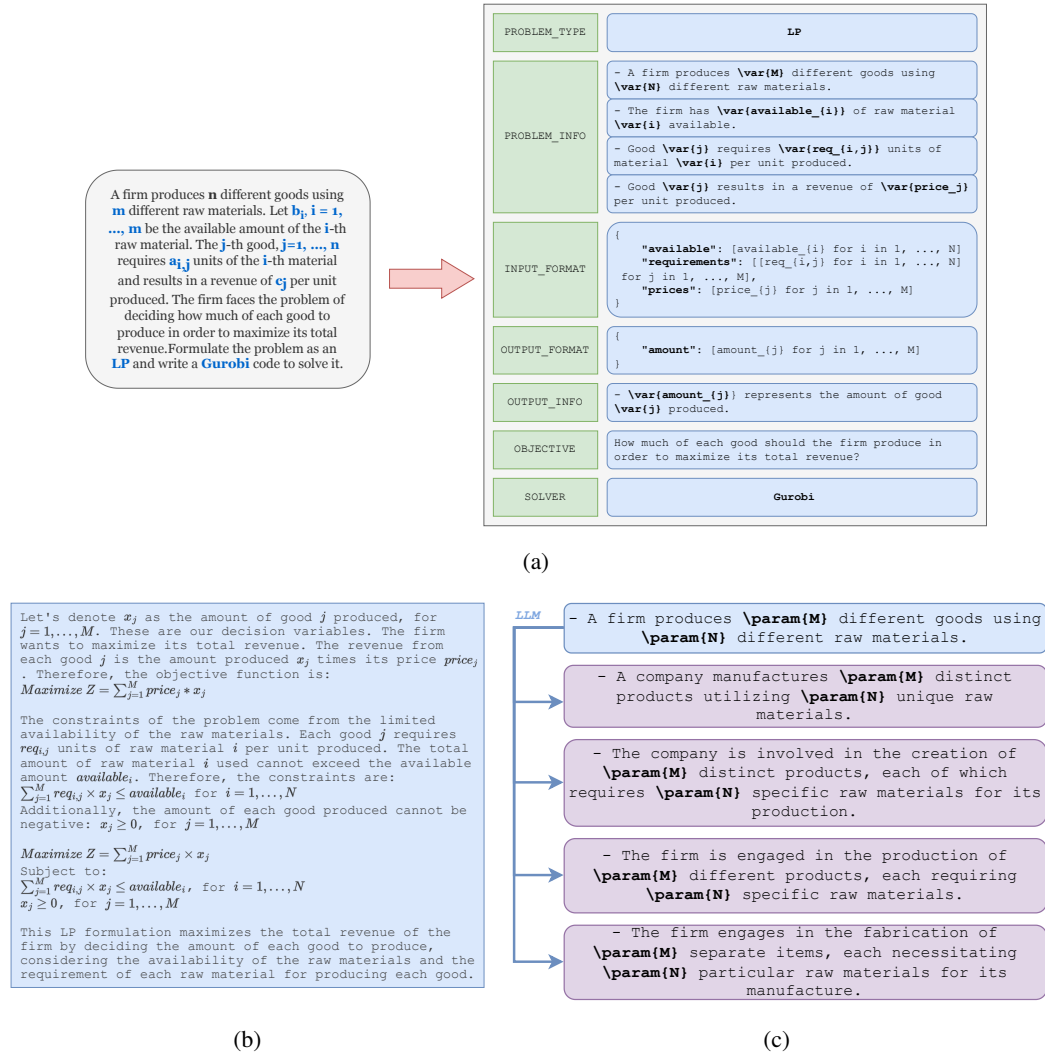 A firm produces n different goods using
m different raw materials. Let b_i, i = 1,
..., m be the available amount of the i-th
raw material. The j-th good, j=1, ..., n
requires a_{i,j} units of the i-th material
and results in a revenue of c_j per unit
produced. The firm faces the problem of
deciding how much of each good to
produce in order to maximize its total
revenue.Formulate the problem as an
LP and write a Gurobi code to solve it.
PROBLEM_TYPE
LP
PROBLEM_INFO
– A firm produces \var{M} different goods using
\var{N} different raw materials.
– The firm has \var{available_{i}} of raw material
\var{i} available.
– Good \var{j} requires \var{req_{i,j}} units of
material \var{i} per unit produced.
– Good \var{j} results in a revenue of \var{price_j}
per unit produced.
INPUT_FORMAT
{
"available": [available_{i} for i in 1, ..., N]
"requirements": [[req_{i,j} for i in 1, ..., N]
for j in 1, ..., M],
"prices": [price_{j} for j in 1, ..., M]
}
OUTPUT_FORMAT
{
"amount": [amount_{j} for j in 1, ..., M]
}
OUTPUT_INFO
– \var{amount_{j}} represents the amount of good
\var{j} produced.
OBJECTIVE
How much of each good should the firm produce in
order to maximize its total revenue?
SOLVER
Gurobi
(a)
Let's denote x_j as the amount of good j produced, for
j = 1, ..., M. These are our decision variables. The firm
wants to maximize its total revenue. The revenue from
each good j is the amount produced x_j times its price price_j
. Therefore, the objective function is:
Maximize Z = ∑_{j=1}^{M} price_j * x_j
The constraints of the problem come from the limited
availability of the raw materials. Each good j requires
req_{i,j} units of raw material i per unit produced. The total
amount of raw material i used cannot exceed the available
amount available_i. Therefore, the constraints are:
∑_{j=1}^{M} req_{i,j} × x_j ≤ available_i for i = 1, ..., N
Additionally, the amount of each good produced cannot be
negative: x_j ≥ 0, for j = 1, ..., M
Maximize Z = ∑_{j=1}^{M} price_j × x_j
Subject to:
∑_{j=1}^{M} req_{i,j} × x_j ≤ available_i, for i = 1, ..., N
x_j ≥ 0, for j = 1, ..., M
This LP formulation maximizes the total revenue of the
firm by deciding the amount of each good to produce,
considering the availability of the raw materials and the
requirement of each raw material for producing each good.
(b)
LLM
– A firm produces \param{M} different goods using
\param{N} different raw materials.
– A company manufactures \param{M} distinct
products utilizing \param{N} unique raw
materials.
– The company is involved in the creation of
\param{M} distinct products, each of which
requires \param{N} specific raw materials for its
production.
– The firm is engaged in the production of
\param{M} different products, each requiring
\param{N} specific raw materials.
– The firm engages in the fabrication of
\param{M} separate items, each necessitating
\param{N} particular raw materials for its
manufacture.
(c)